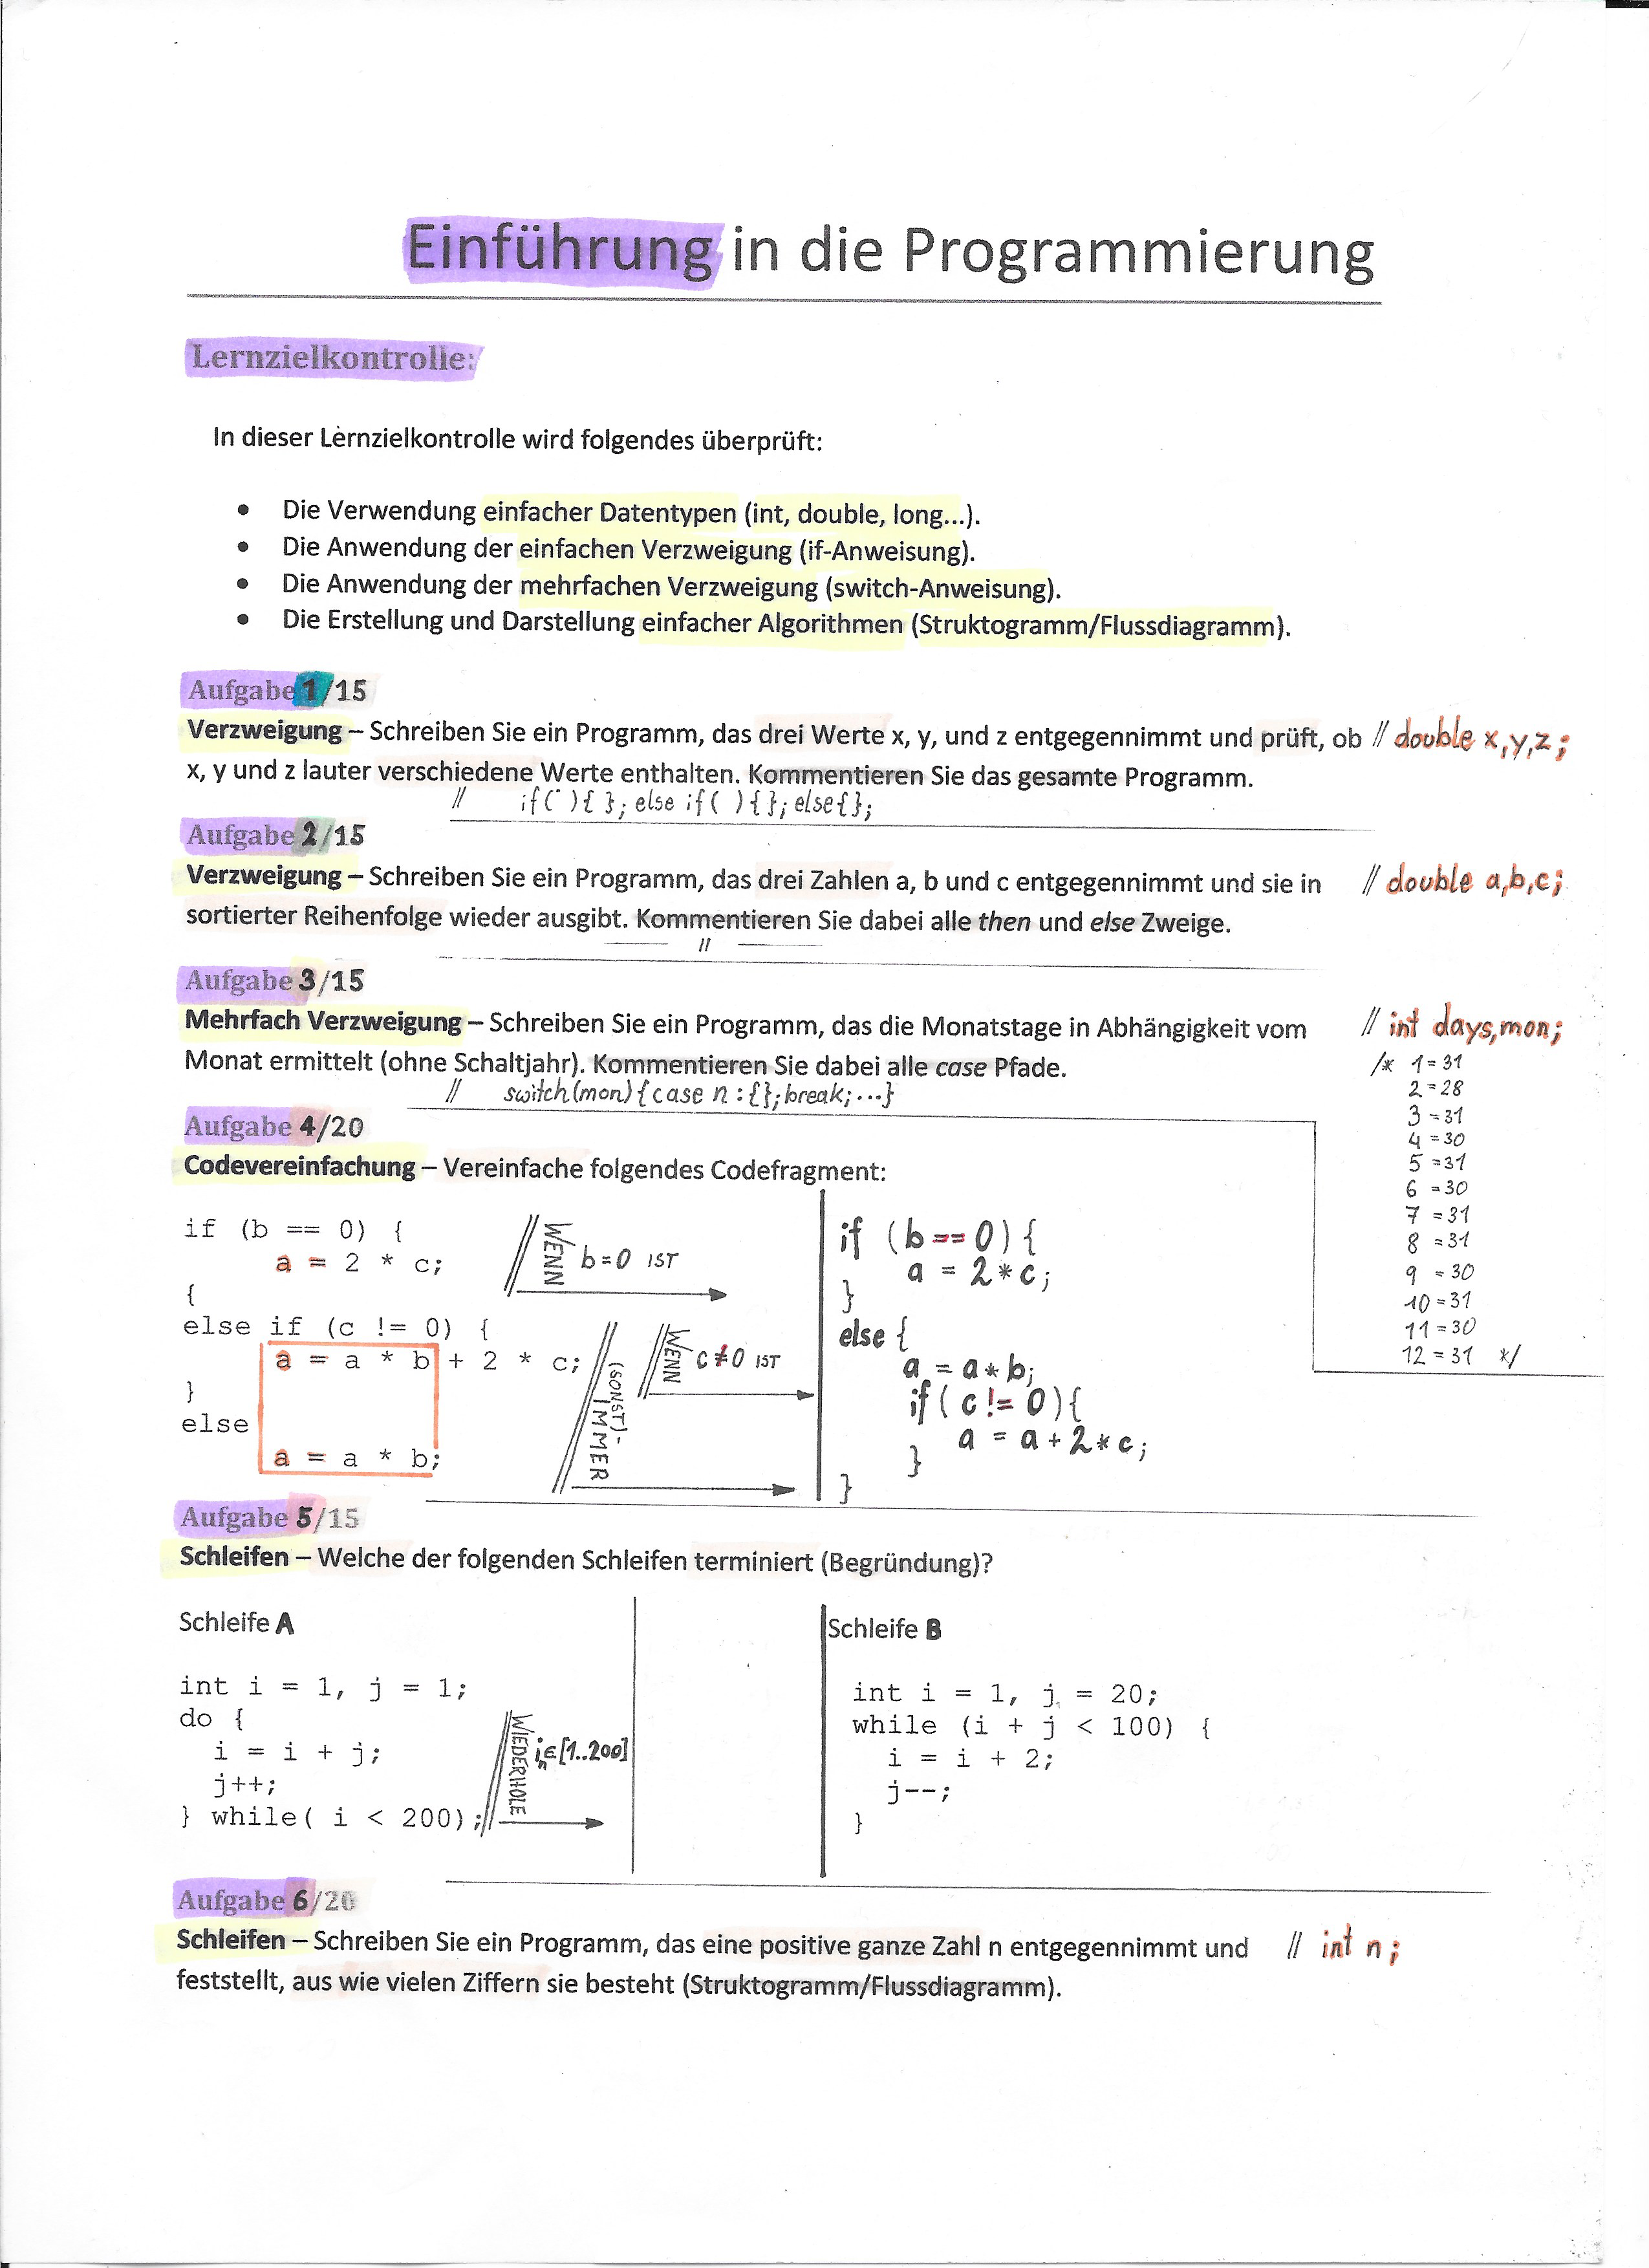 Einführung in die Programmierung
Lernzielkontrolle:
In dieser Lernzielkontrolle wird folgendes überprüft:
• Die Verwendung einfacher Datentypen (int, double, long...).
• Die Anwendung der einfachen Verzweigung (if-Anweisung).
• Die Anwendung der mehrfachen Verzweigung (switch-Anweisung).
• Die Erstellung und Darstellung einfacher Algorithmen (Struktogramm/Flussdiagramm).
Aufgabe 1/15
Verzweigung – Schreiben Sie ein Programm, das drei Werte x, y, und z entgegennimmt und prüft, ob // double x,y,z;
x, y und z lauter verschiedene Werte enthalten. Kommentieren Sie das gesamte Programm.
// if( ){ }; else if( ){ }; else{};
Aufgabe 2/15
Verzweigung – Schreiben Sie ein Programm, das drei Zahlen a, b und c entgegennimmt und sie in // double a,b,c;
sortierter Reihenfolge wieder ausgibt. Kommentieren Sie dabei alle then und else Zweige.
— // —
Aufgabe 3/15
Mehrfach Verzweigung – Schreiben Sie ein Programm, das die Monatstage in Abhängigkeit vom // int days,mon;
Monat ermittelt (ohne Schaltjahr). Kommentieren Sie dabei alle case Pfade.
// switch(mon){case n:{};break;...}
/* 1=31
2=28
3=31
4=30
5=31
6=30
7=31
8=31
9=30
10=31
11=30
12=31 */
Aufgabe 4/20
Codevereinfachung – Vereinfache folgendes Codefragment:
if (b == 0) {
a = 2 * c;
{
else if (c != 0) {
a = a * b + 2 * c;
}
else
a = a * b;
// WENN b=0 IST
// WENN c≠0 IST
// (SONST)-IMMER
if (b==0){
a = 2*c;
}
else {
a = a*b;
if( c!= 0){
a = a+2*c;
}
}
Aufgabe 5/15
Schleifen – Welche der folgenden Schleifen terminiert (Begründung)?
Schleife A
int i = 1, j = 1;
do {
i = i + j;
j++;
} while( i < 200);
// WIEDERHOLE
Schleife B
int i = 1, j = 20;
while (i + j < 100) {
i = i + 2;
j--;
}
Aufgabe 6/20
Schleifen – Schreiben Sie ein Programm, das eine positive ganze Zahl n entgegennimmt und // int n;
feststellt, aus wie vielen Ziffern sie besteht (Struktogramm/Flussdiagramm).